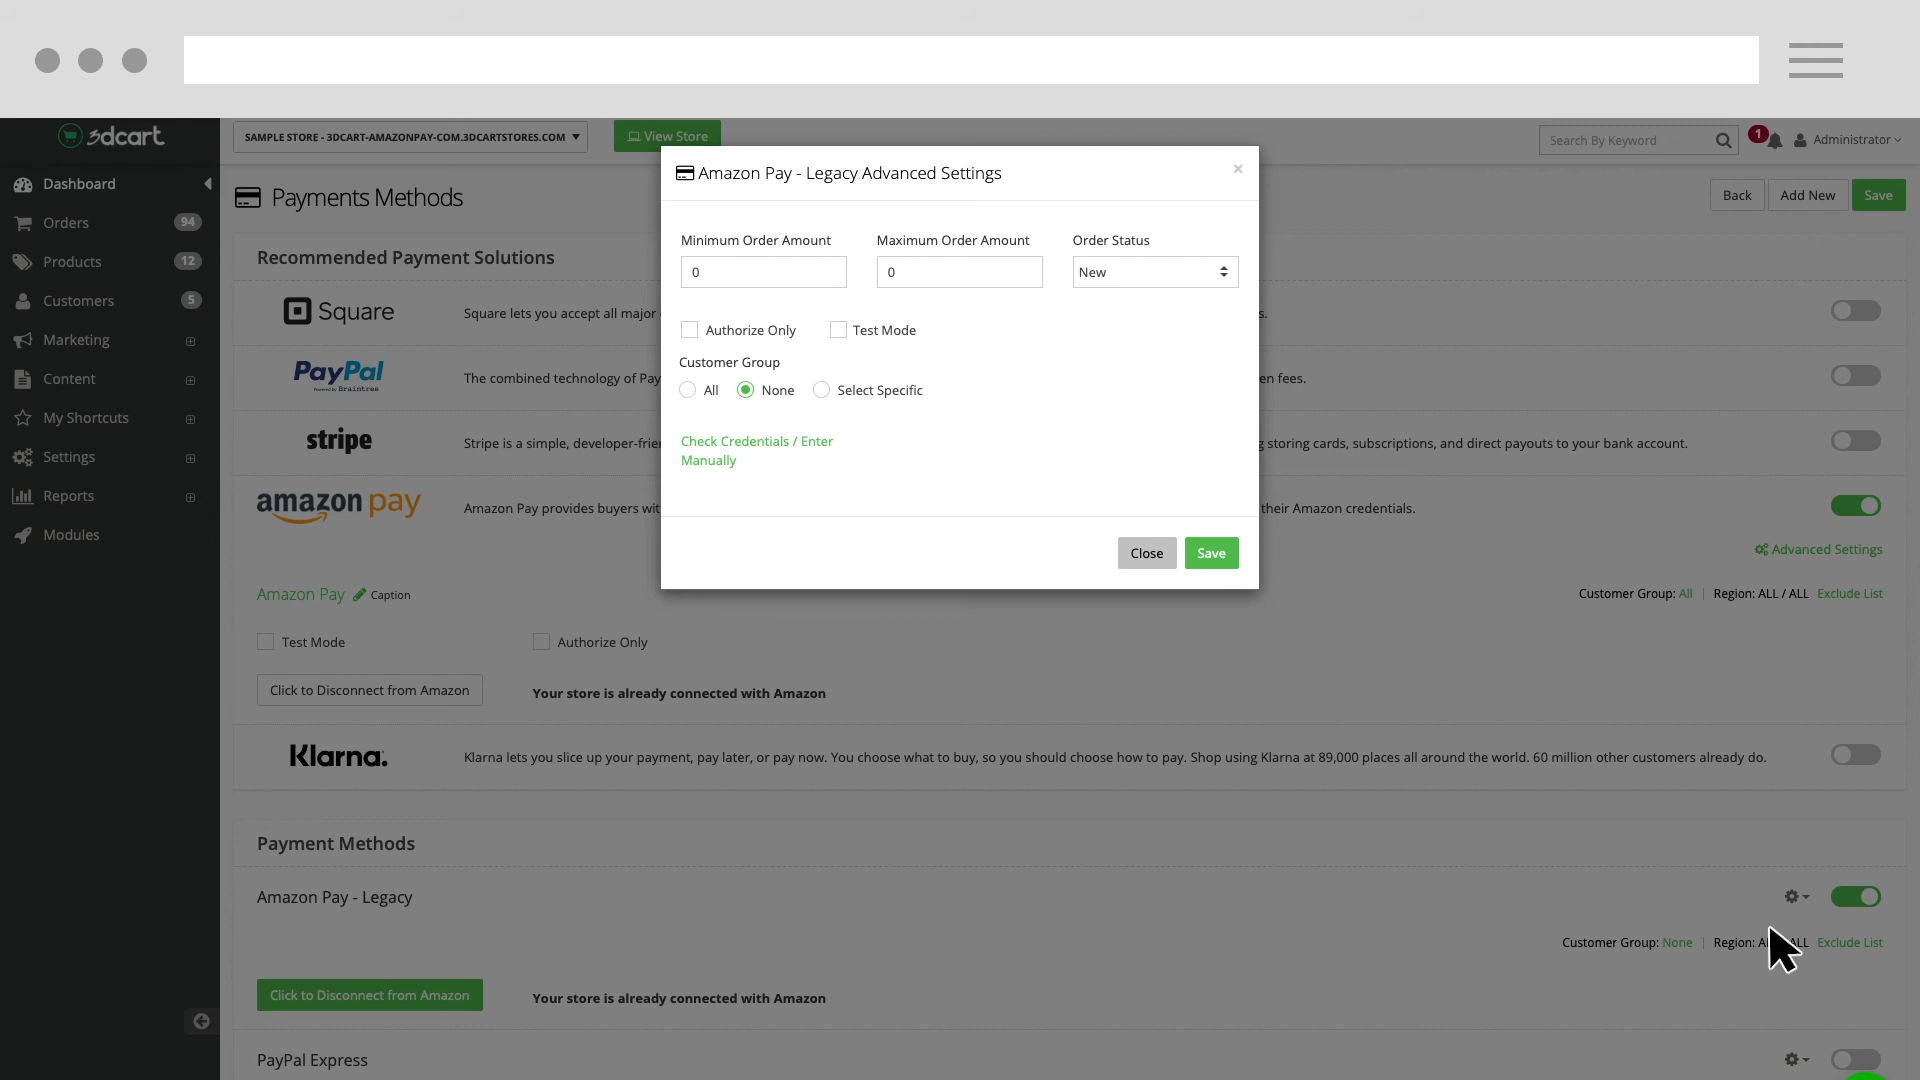 3dcart
SAMPLE STORE - 3DCART-AMAZONPAY-COM.3DCARTSTORES.COM
View Store
Search By Keyword
1
Administrator
Dashboard
Orders 94
Products 12
Customers 5
Marketing
Content
My Shortcuts
Settings
Reports
Modules
Payments Methods
Back
Add New
Save
Recommended Payment Solutions
Square
Square lets you accept all major
s.
PayPal
Powered by Braintree
The combined technology of Pay
en fees.
stripe
Stripe is a simple, developer-frie
g storing cards, subscriptions, and direct payouts to your bank account.
amazon pay
Amazon Pay provides buyers wit
their Amazon credentials.
Advanced Settings
Amazon Pay
Caption
Customer Group: All | Region: ALL / ALL Exclude List
Test Mode
Authorize Only
Click to Disconnect from Amazon
Your store is already connected with Amazon
Klarna.
Klarna lets you slice up your payment, pay later, or pay now. You choose what to buy, so you should choose how to pay. Shop using Klarna at 89,000 places all around the world. 60 million other customers already do.
Payment Methods
Amazon Pay - Legacy
Customer Group: None | Region: A ALL Exclude List
Click to Disconnect from Amazon
Your store is already connected with Amazon
PayPal Express
Amazon Pay - Legacy Advanced Settings
×
Minimum Order Amount
Maximum Order Amount
Order Status
0
0
New
Authorize Only
Test Mode
Customer Group
All
None
Select Specific
Check Credentials / Enter
Manually
Close
Save